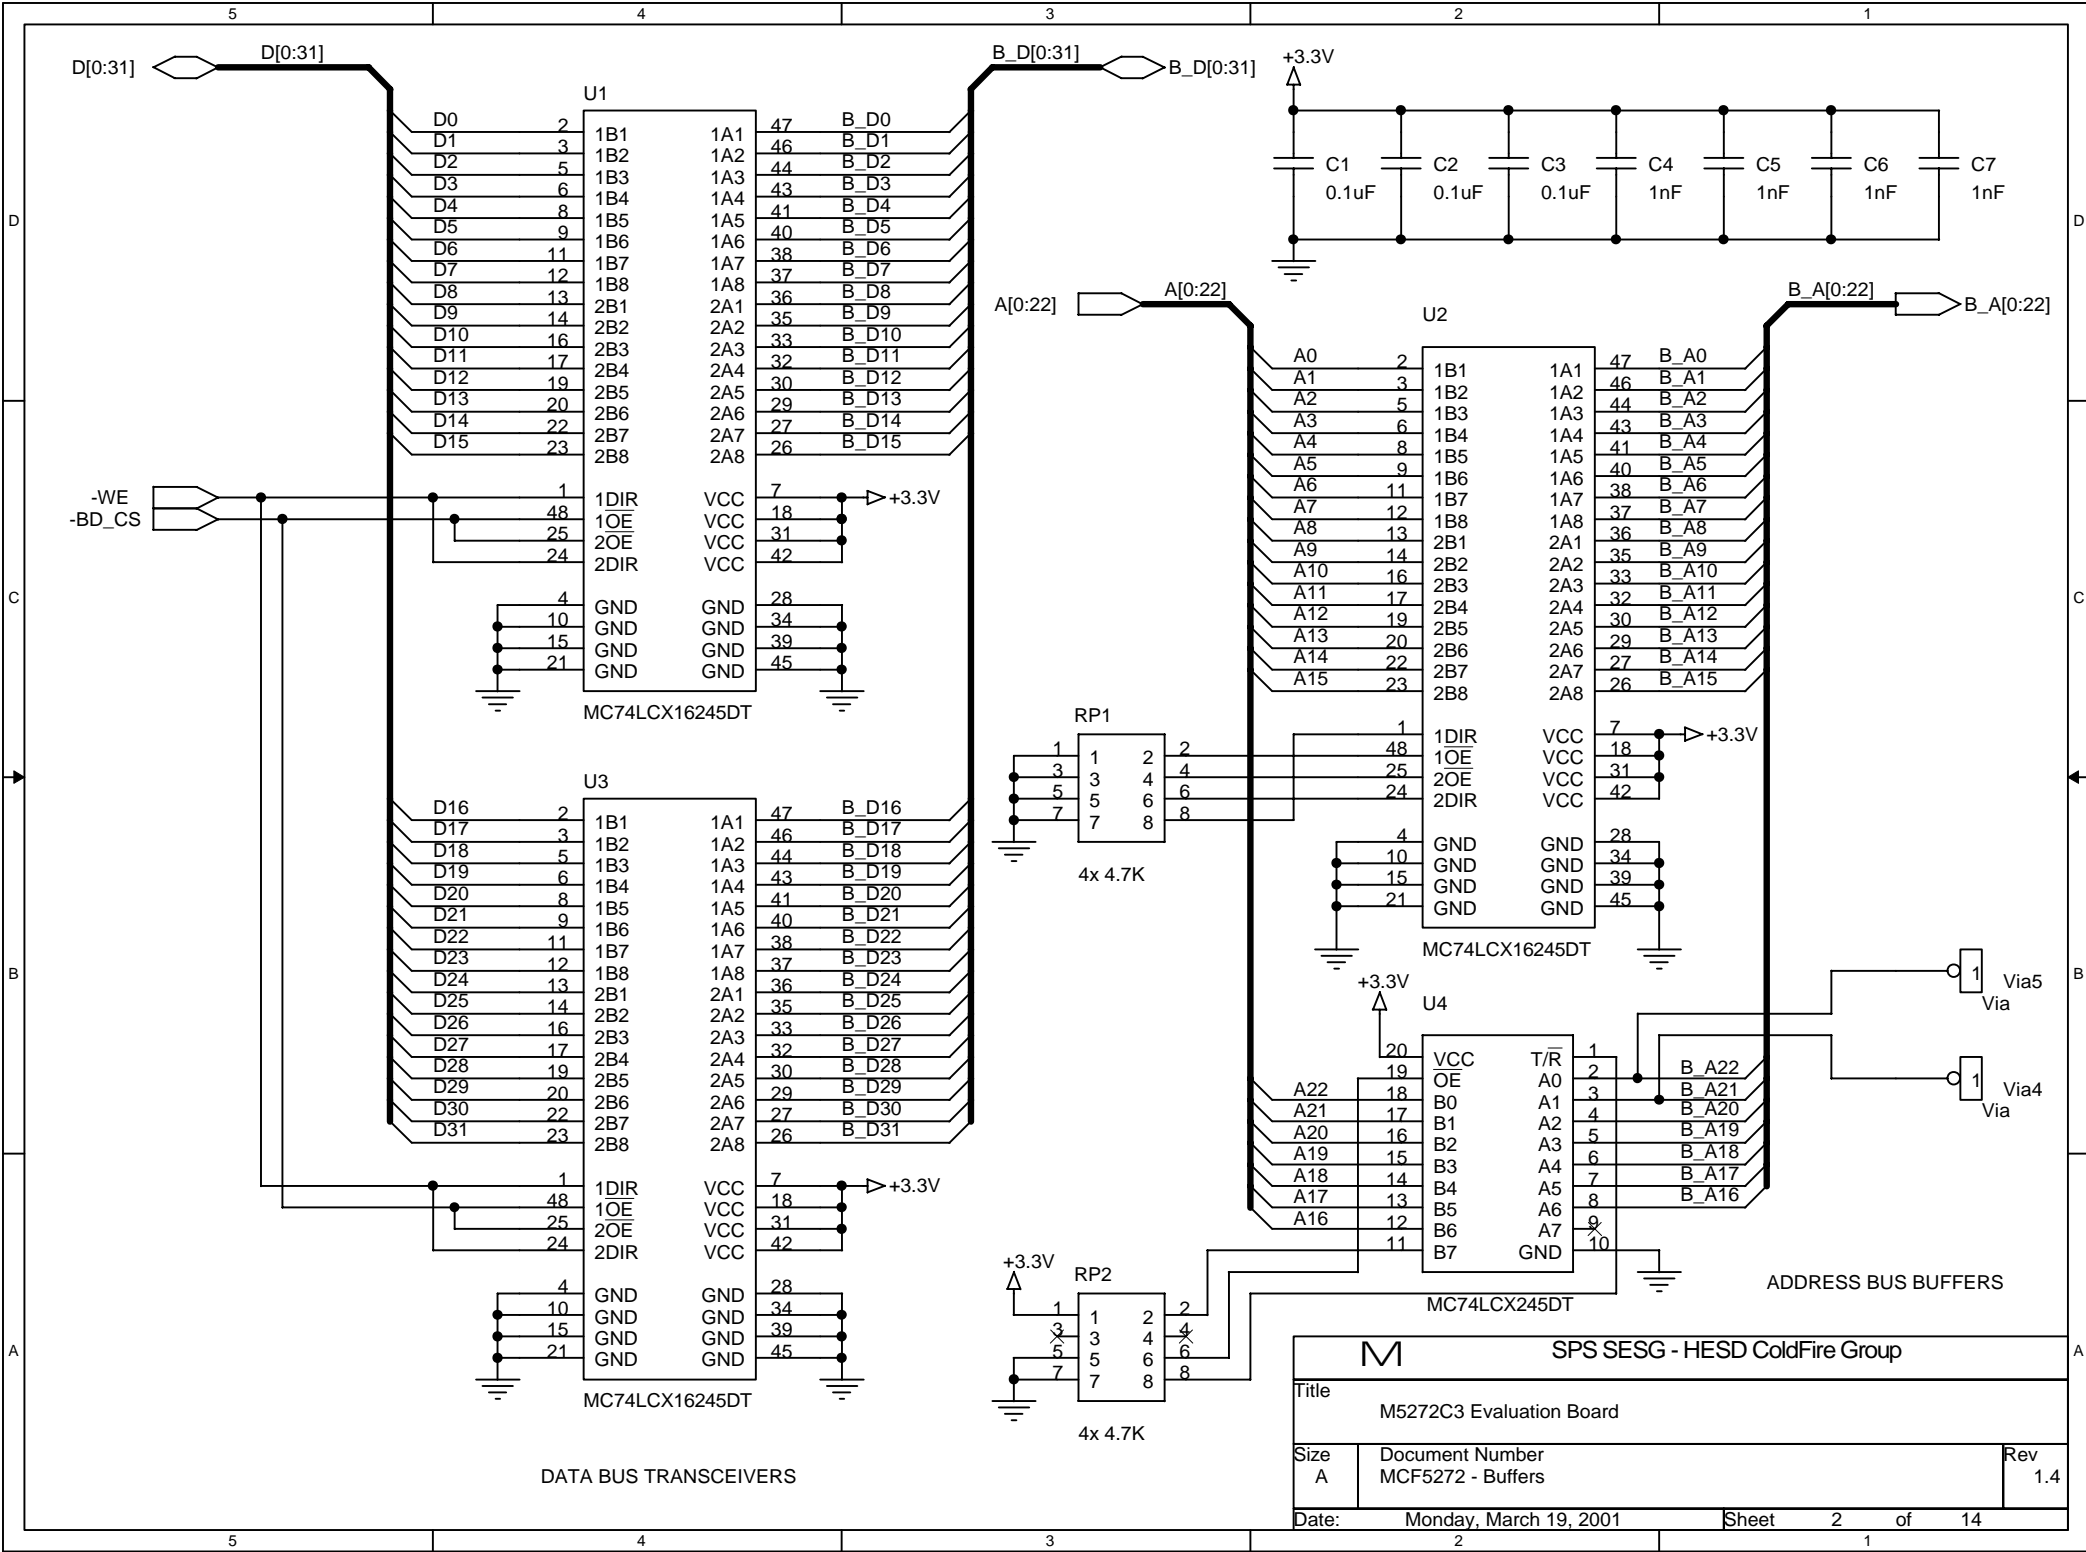 5 4 3 2 1
D[0:31] D[0:31] B_D[0:31] B_D[0:31]
U1
D0 2 1B1 1A1 47 B_D0
D1 3 1B2 1A2 46 B_D1
D2 5 1B3 1A3 44 B_D2
D3 6 1B4 1A4 43 B_D3
D4 8 1B5 1A5 41 B_D4
D5 9 1B6 1A6 40 B_D5
D6 11 1B7 1A7 38 B_D6
D7 12 1B8 1A8 37 B_D7
D8 13 2B1 2A1 36 B_D8
D9 14 2B2 2A2 35 B_D9
D10 16 2B3 2A3 33 B_D10
D11 17 2B4 2A4 32 B_D11
D12 19 2B5 2A5 30 B_D12
D13 20 2B6 2A6 29 B_D13
D14 22 2B7 2A7 27 B_D14
D15 23 2B8 2A8 26 B_D15
-WE 1 1DIR VCC 7 +3.3V
-BD_CS 48 1OE VCC 18
25 2OE VCC 31
24 2DIR VCC 42
4 GND GND 28
10 GND GND 34
15 GND GND 39
21 GND GND 45
MC74LCX16245DT
U3
D16 2 1B1 1A1 47 B_D16
D17 3 1B2 1A2 46 B_D17
D18 5 1B3 1A3 44 B_D18
D19 6 1B4 1A4 43 B_D19
D20 8 1B5 1A5 41 B_D20
D21 9 1B6 1A6 40 B_D21
D22 11 1B7 1A7 38 B_D22
D23 12 1B8 1A8 37 B_D23
D24 13 2B1 2A1 36 B_D24
D25 14 2B2 2A2 35 B_D25
D26 16 2B3 2A3 33 B_D26
D27 17 2B4 2A4 32 B_D27
D28 19 2B5 2A5 30 B_D28
D29 20 2B6 2A6 29 B_D29
D30 22 2B7 2A7 27 B_D30
D31 23 2B8 2A8 26 B_D31
1 1DIR VCC 7 +3.3V
48 1OE VCC 18
25 2OE VCC 31
24 2DIR VCC 42
4 GND GND 28
10 GND GND 34
15 GND GND 39
21 GND GND 45
MC74LCX16245DT
DATA BUS TRANSCEIVERS
+3.3V
C1 C2 C3 C4 C5 C6 C7
0.1uF 0.1uF 0.1uF 1nF 1nF 1nF 1nF
A[0:22] A[0:22] B_A[0:22] B_A[0:22]
U2
A0 2 1B1 1A1 47 B_A0
A1 3 1B2 1A2 46 B_A1
A2 5 1B3 1A3 44 B_A2
A3 6 1B4 1A4 43 B_A3
A4 8 1B5 1A5 41 B_A4
A5 9 1B6 1A6 40 B_A5
A6 11 1B7 1A7 38 B_A6
A7 12 1B8 1A8 37 B_A7
A8 13 2B1 2A1 36 B_A8
A9 14 2B2 2A2 35 B_A9
A10 16 2B3 2A3 33 B_A10
A11 17 2B4 2A4 32 B_A11
A12 19 2B5 2A5 30 B_A12
A13 20 2B6 2A6 29 B_A13
A14 22 2B7 2A7 27 B_A14
A15 23 2B8 2A8 26 B_A15
1 1DIR VCC 7 +3.3V
48 1OE VCC 18
25 2OE VCC 31
24 2DIR VCC 42
4 GND GND 28
10 GND GND 34
15 GND GND 39
21 GND GND 45
MC74LCX16245DT
RP1
1 1 2 2
3 3 4 4
5 5 6 6
7 7 8 8
4x 4.7K
+3.3V
U4
20 VCC T/R 1
19 OE A0 2 B_A22
A22 18 B0 A1 3 B_A21
A21 17 B1 A2 4 B_A20
A20 16 B2 A3 5 B_A19
A19 15 B3 A4 6 B_A18
A18 14 B4 A5 7 B_A17
A17 13 B5 A6 8 B_A16
A16 12 B6 A7 9
11 B7 GND 10
MC74LCX245DT
1 Via5
Via
1 Via4
Via
+3.3V
RP2
1 1 2 2
3 3 4 4
5 5 6 6
7 7 8 8
4x 4.7K
ADDRESS BUS BUFFERS
M SPS SESG - HESD ColdFire Group
Title
M5272C3 Evaluation Board
Size Document Number Rev
A MCF5272 - Buffers 1.4
Date: Monday, March 19, 2001 Sheet 2 of 14
D C B A
D C B A
5 4 3 2 1